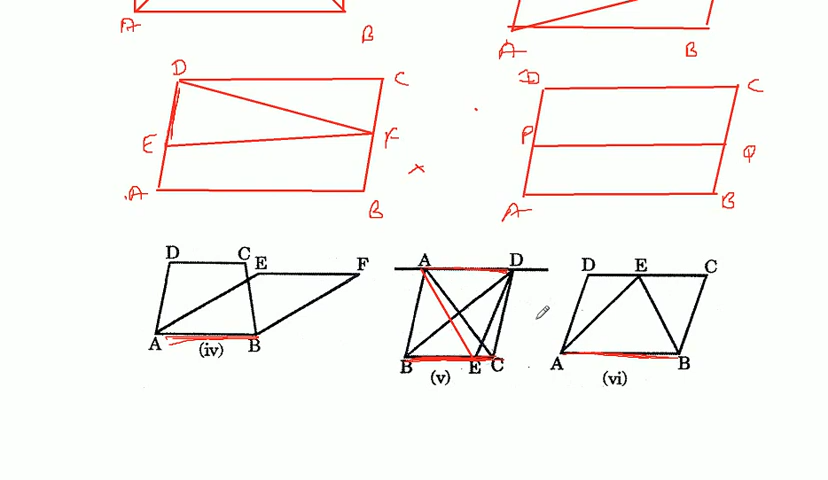 A B
A B
D C
E F
A B
D C
P Q
A B
D C E F
A B
(iv)
A D
B E C
(v)
D E C
A B
(vi)